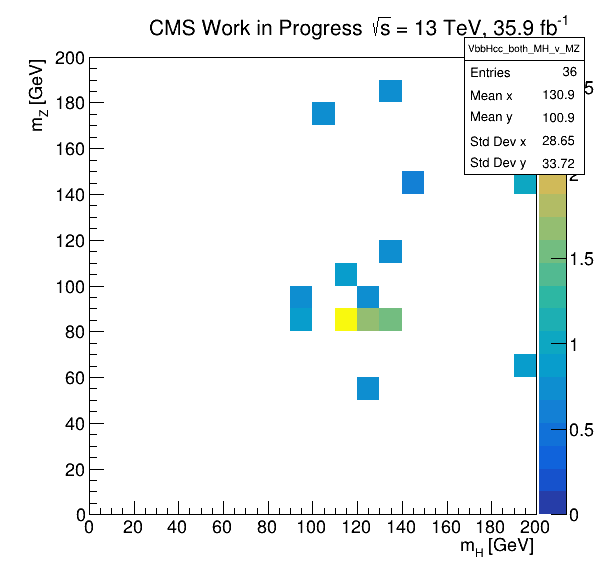 CMS Work in Progress √s = 13 TeV, 35.9 fb⁻¹
VbbHcc_both_MH_v_MZ
Entries 36
Mean x 130.9
Mean y 100.9
Std Dev x 28.65
Std Dev y 33.72
m_Z [GeV]
200
180
160
140
120
100
80
60
40
20
0
0 20 40 60 80 100 120 140 160 180 200
m_H [GeV]
5
2
1.5
1
0.5
0